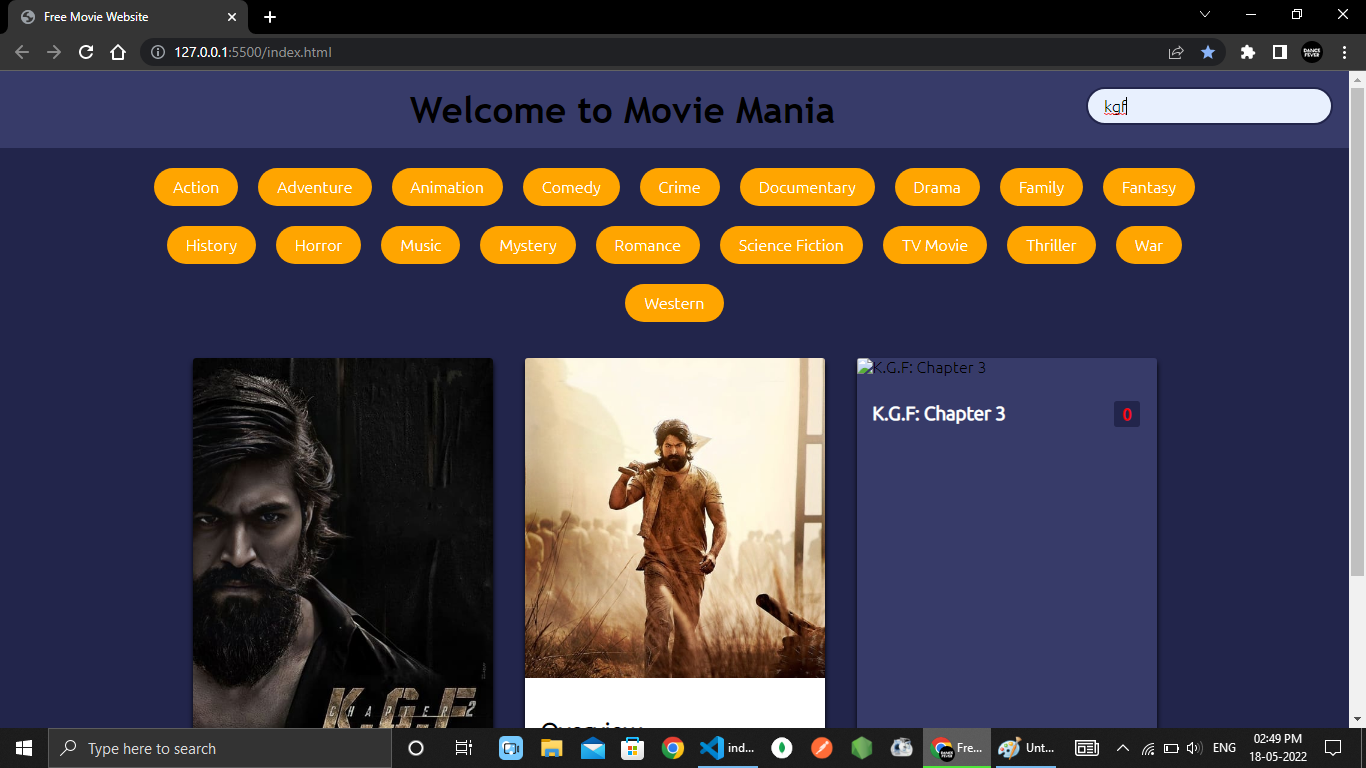 Free Movie Website
127.0.0.1:5500/index.html
DANCE FEVER
Welcome to Movie Mania
kgf
Action Adventure Animation Comedy Crime Documentary Drama Family Fantasy
History Horror Music Mystery Romance Science Fiction TV Movie Thriller War
Western
K.G.F: Chapter 3
K.G.F: Chapter 3 0
K.G.F
CHAPTER 2
Overview
Type here to search
ind...
Fre...
Unt...
ENG
02:49 PM
18-05-2022